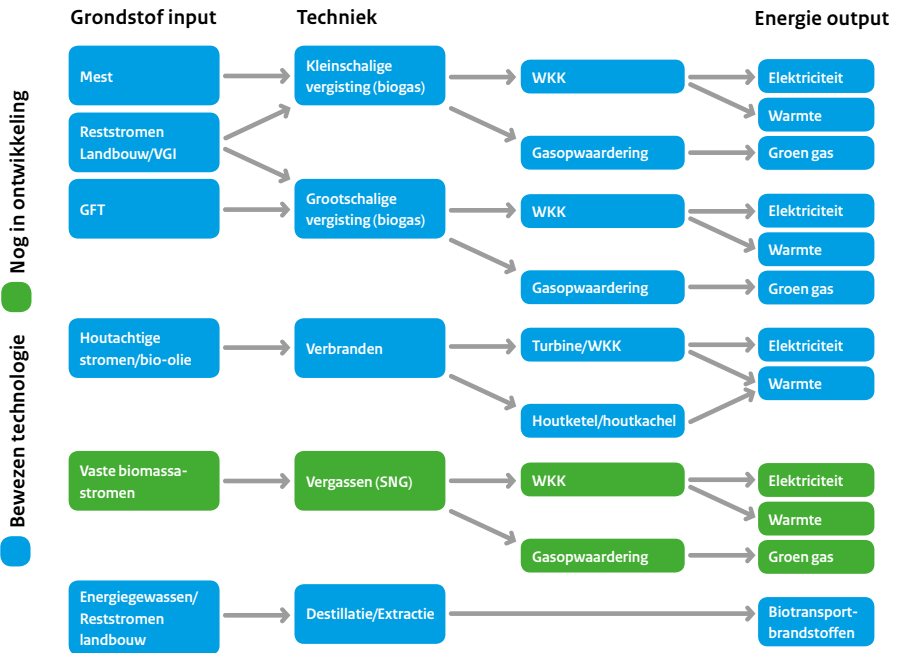 Grondstof input
Techniek
Energie output
Mest
Kleinschalige
vergisting (biogas)
WKK
Elektriciteit
Warmte
Reststromen
Landbouw/VGI
Gasopwaardering
Groen gas
GFT
Grootschalige
vergisting (biogas)
WKK
Elektriciteit
Warmte
Gasopwaardering
Groen gas
Houtachtige
stromen/bio-olie
Verbranden
Turbine/WKK
Elektriciteit
Warmte
Houtketel/houtkachel
Vaste biomassa-
stromen
Vergassen (SNG)
WKK
Elektriciteit
Warmte
Gasopwaardering
Groen gas
Energiegewassen/
Reststromen
landbouw
Destillatie/Extractie
Biotransport-
brandstoffen
Nog in ontwikkeling
Bewezen technologie